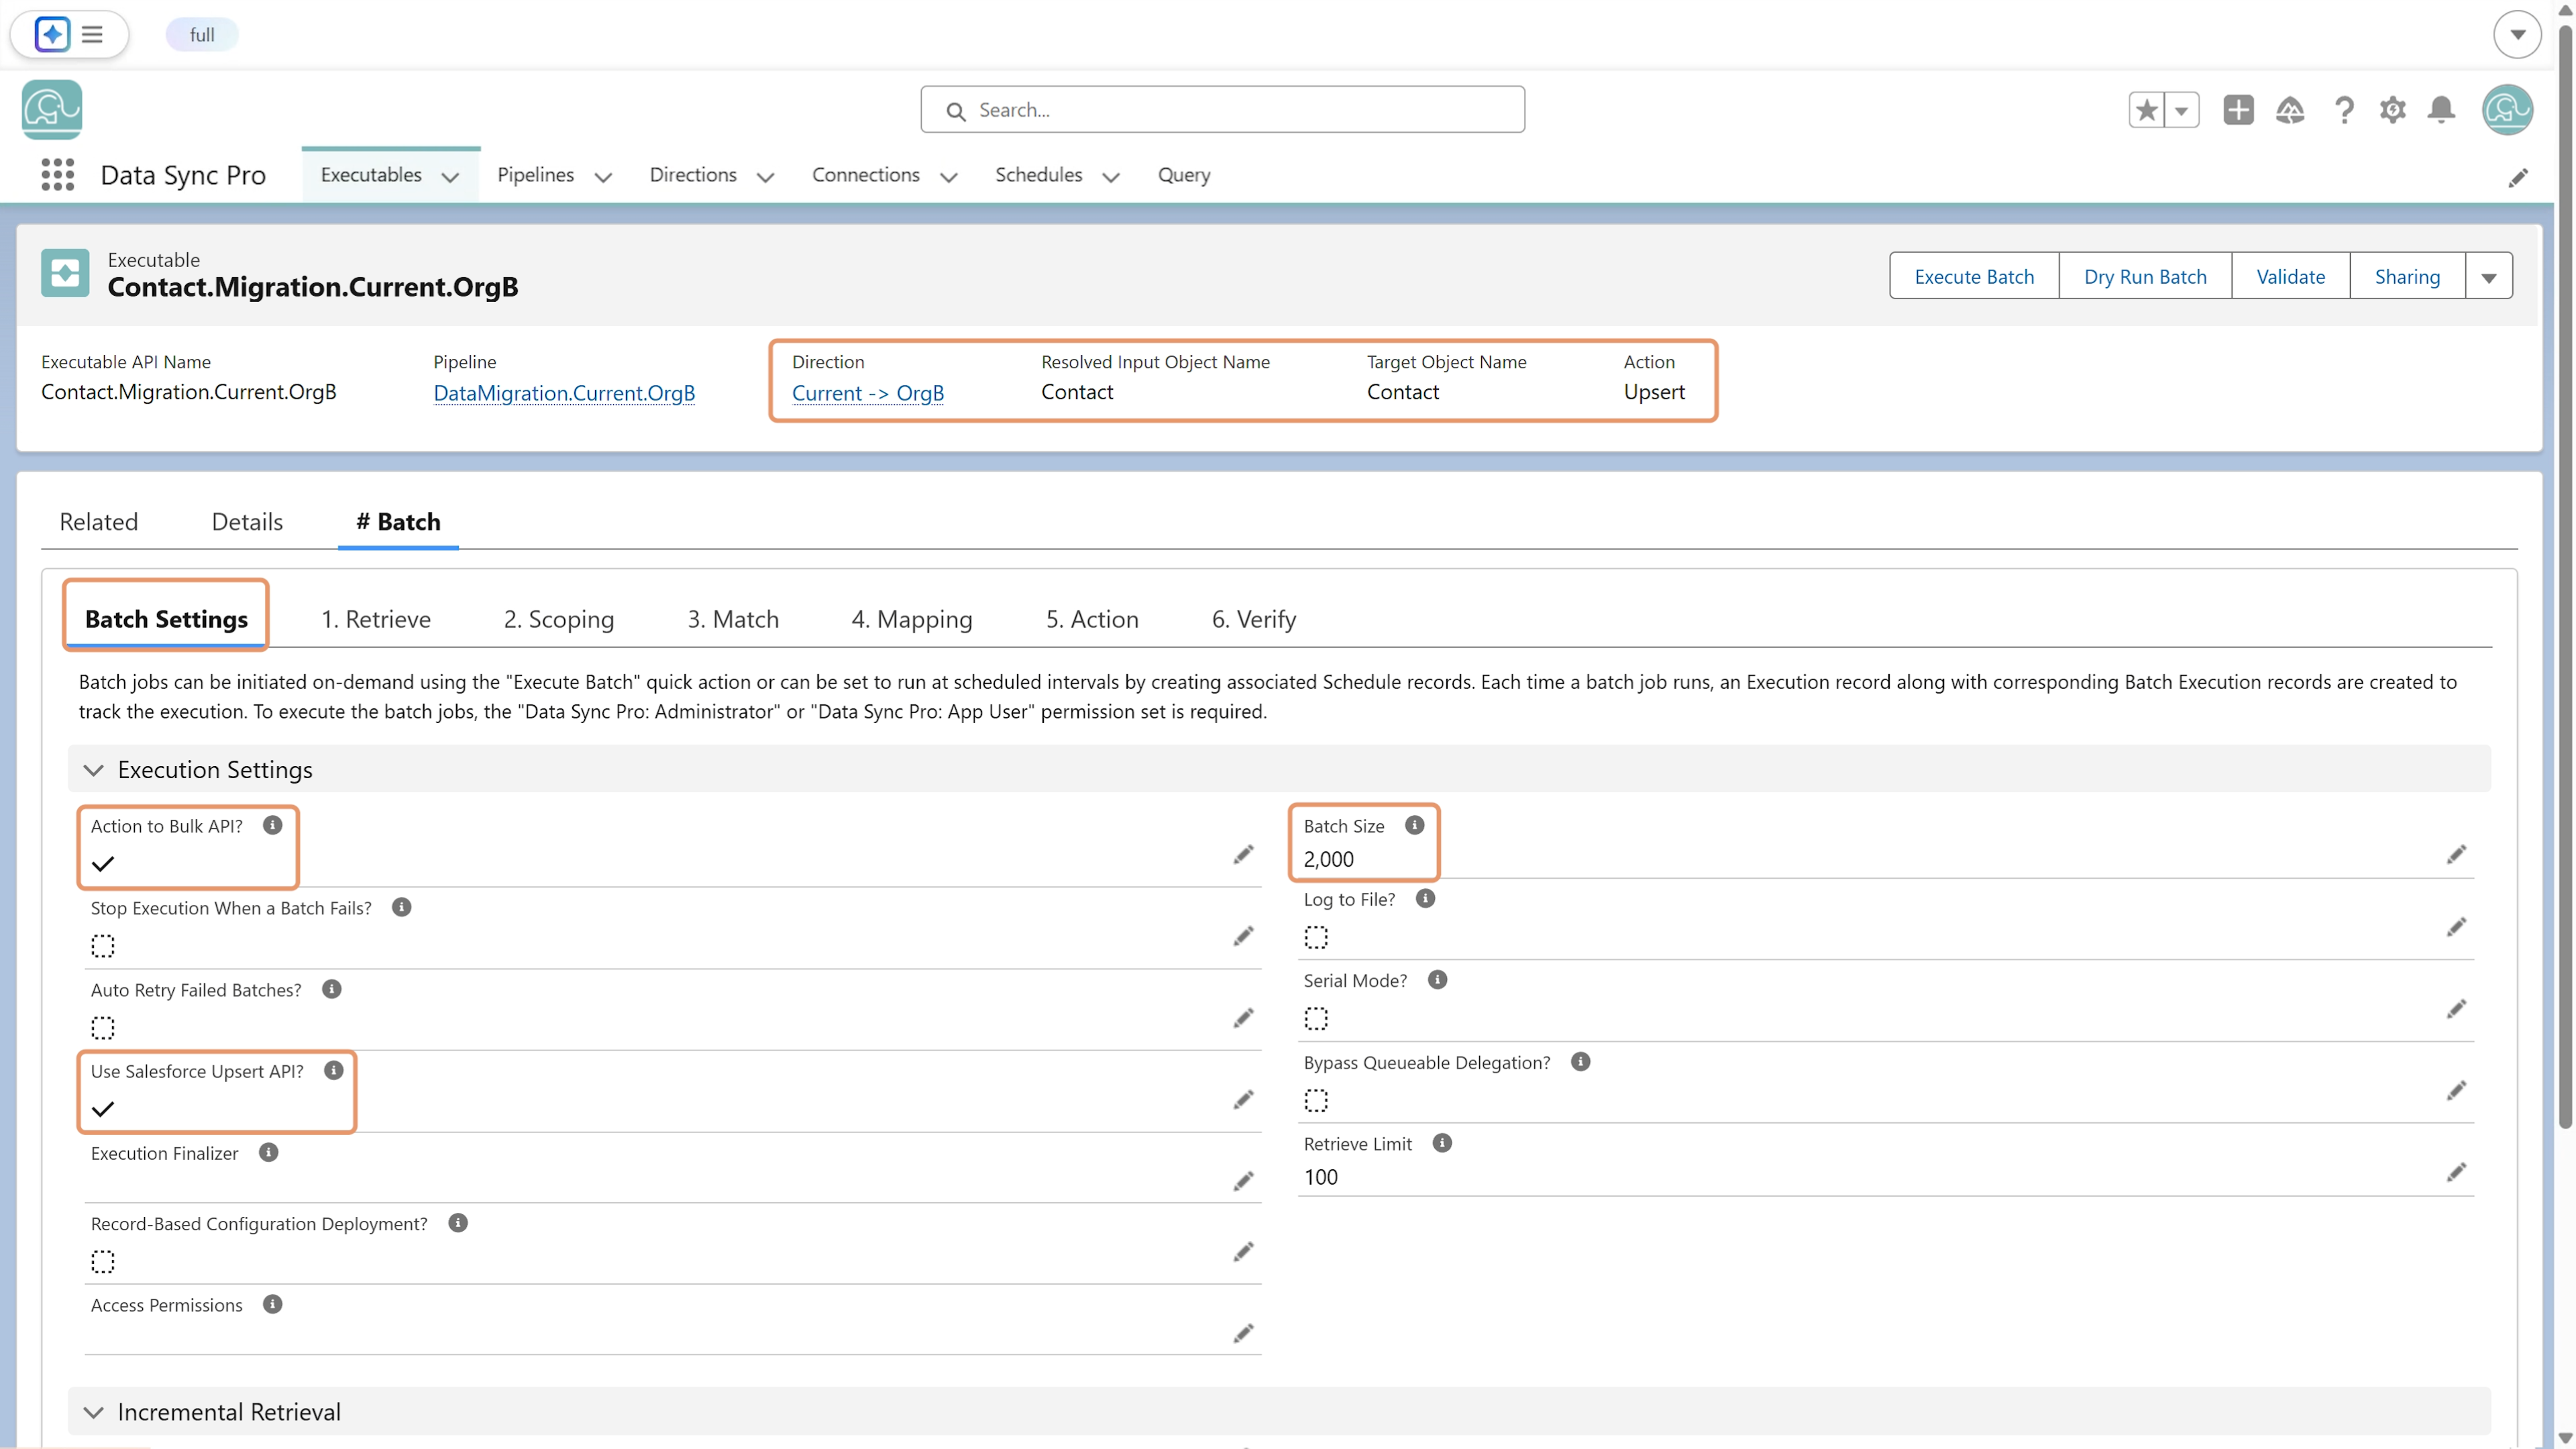 full
Search...
Data Sync Pro
Executables
Pipelines
Directions
Connections
Schedules
Query
Executable
Contact.Migration.Current.OrgB
Execute Batch
Dry Run Batch
Validate
Sharing
Executable API Name
Contact.Migration.Current.OrgB
Pipeline
DataMigration.Current.OrgB
Direction
Current -> OrgB
Resolved Input Object Name
Contact
Target Object Name
Contact
Action
Upsert
Related
Details
# Batch
Batch Settings
1. Retrieve
2. Scoping
3. Match
4. Mapping
5. Action
6. Verify
Batch jobs can be initiated on-demand using the "Execute Batch" quick action or can be set to run at scheduled intervals by creating associated Schedule records. Each time a batch job runs, an Execution record along with corresponding Batch Execution records are created to
track the execution. To execute the batch jobs, the "Data Sync Pro: Administrator" or "Data Sync Pro: App User" permission set is required.
Execution Settings
Action to Bulk API?
Batch Size
2,000
Stop Execution When a Batch Fails?
Log to File?
Auto Retry Failed Batches?
Serial Mode?
Use Salesforce Upsert API?
Bypass Queueable Delegation?
Execution Finalizer
Retrieve Limit
100
Record-Based Configuration Deployment?
Access Permissions
Incremental Retrieval